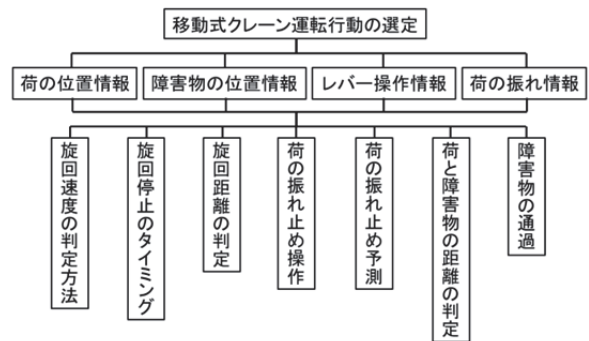 移動式クレーン運転行動の選定
荷の位置情報
障害物の位置情報
レバー操作情報
荷の振れ情報
旋回速度の判定方法
旋回停止のタイミング
旋回距離の判定
荷の振れ止め操作
荷の振れ止め予測
荷と障害物の距離の判定
障害物の通過